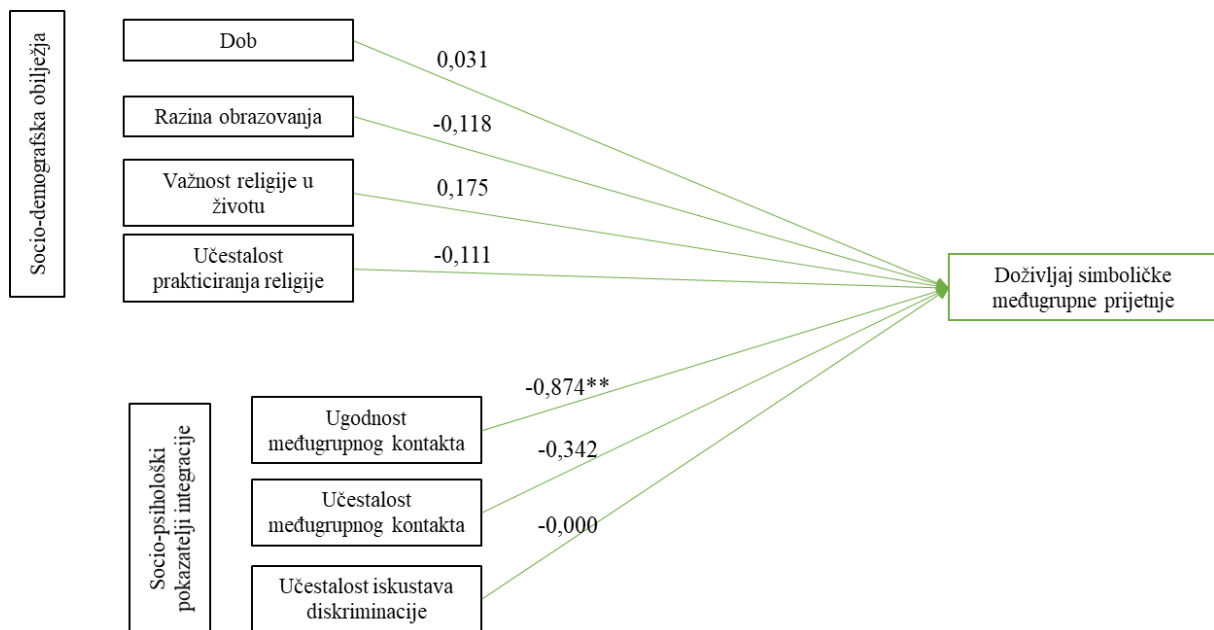 Socio-demografska obilježja
Dob
0,031
Razina obrazovanja
-0,118
Važnost religije u
životu
0,175
Učestalost
prakticiranja religije
-0,111
Doživljaj simboličke
međugrupne prijetnje
Socio-psihološki
pokazatelji integracije
Ugodnost
međugrupnog kontakta
-0,874**
Učestalost
međugrupnog kontakta
-0,342
Učestalost iskustava
diskriminacije
-0,000